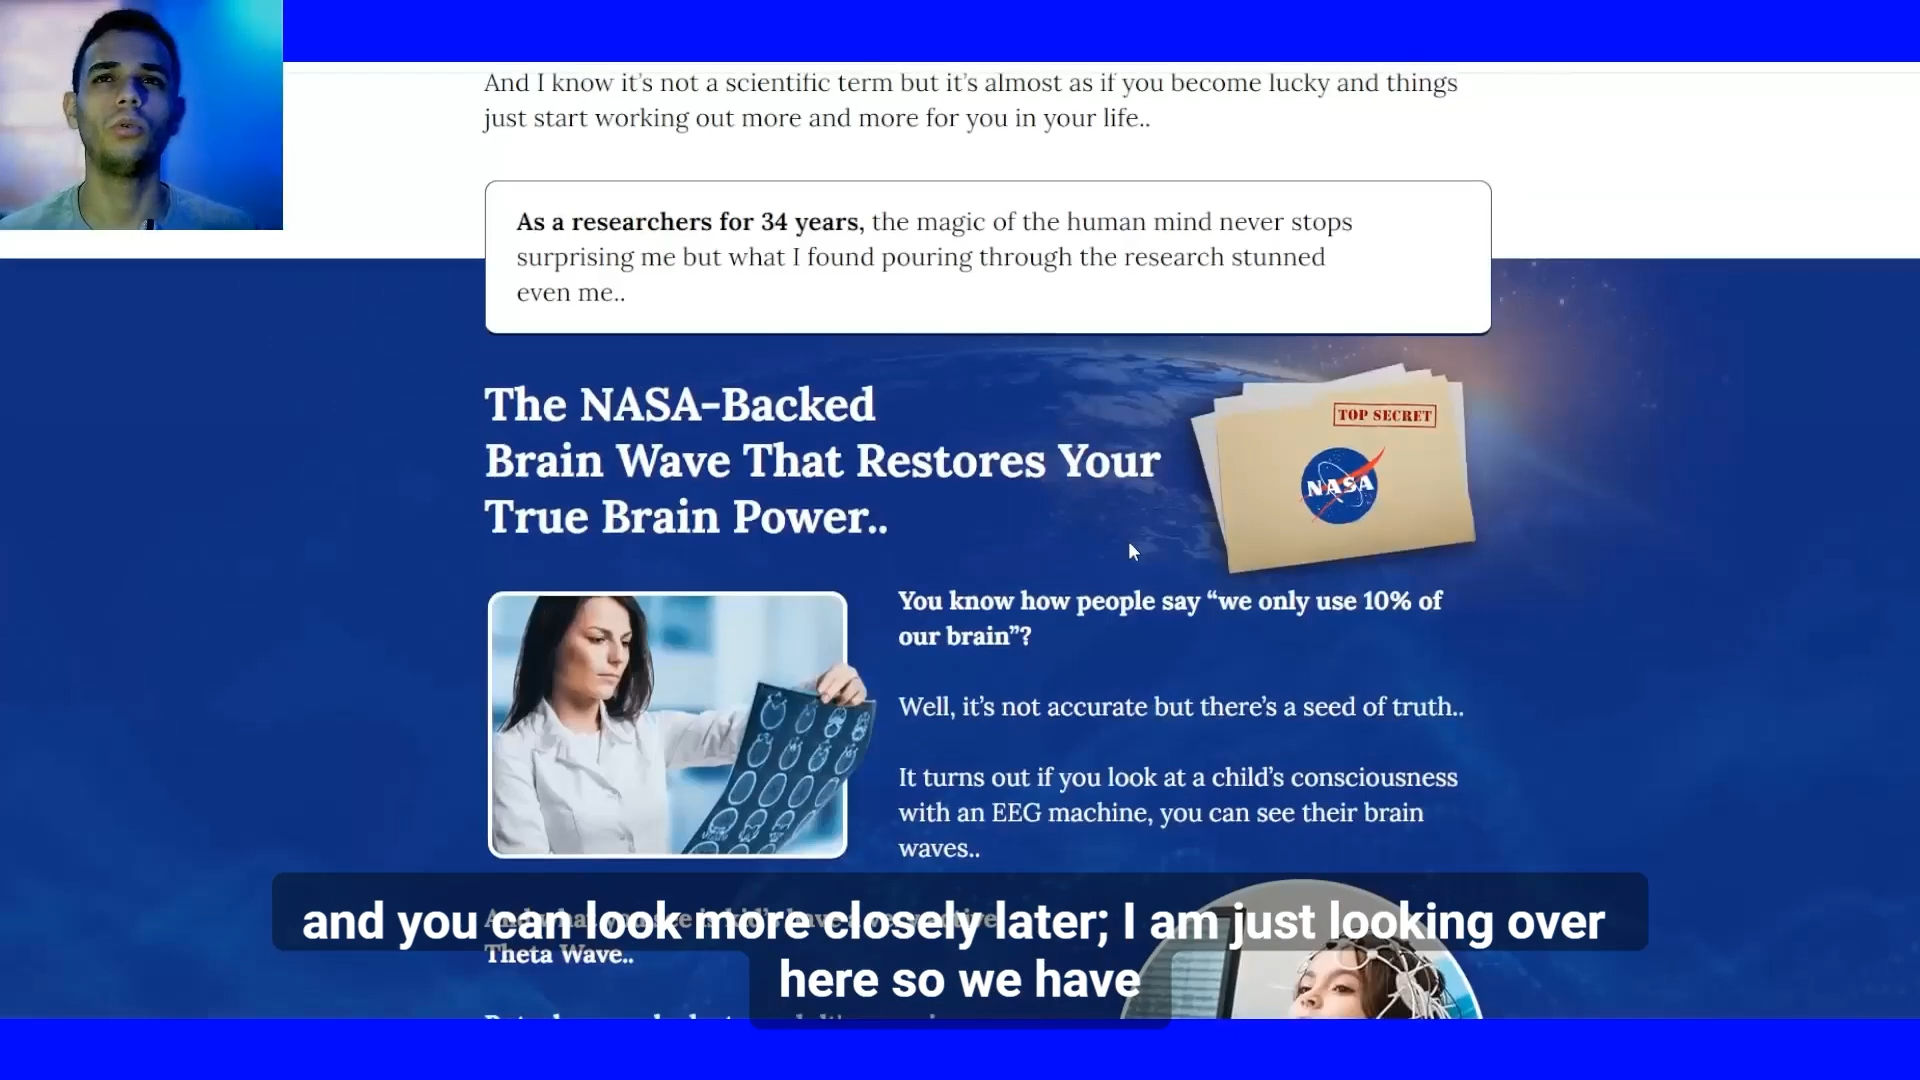 And I know it's not a scientific term but it's almost as if you become lucky and things
just start working out more and more for you in your life..
As a researchers for 34 years, the magic of the human mind never stops
surprising me but what I found pouring through the research stunned
even me..
The NASA-Backed
Brain Wave That Restores Your
True Brain Power..
TOP SECRET
NASA
You know how people say “we only use 10% of
our brain”?
Well, it's not accurate but there's a seed of truth..
It turns out if you look at a child's consciousness
with an EEG machine, you can see their brain
waves..
Theta Wave..
and you can look more closely later; I am just looking over
here so we have